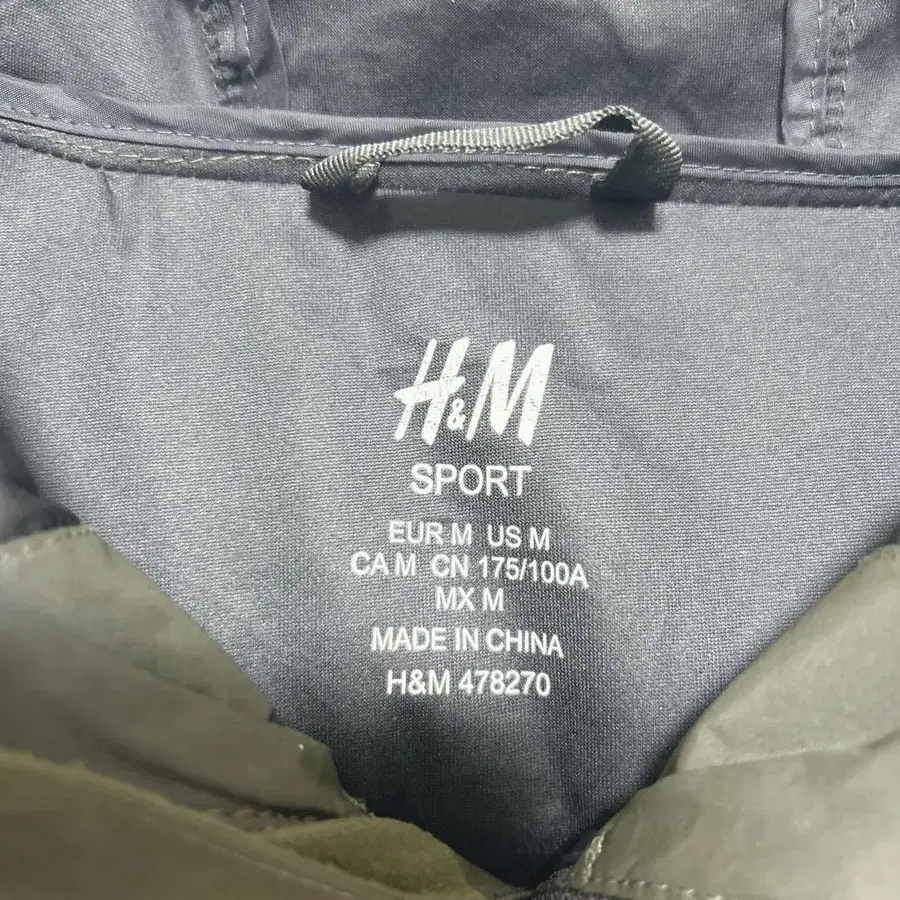 H&M
SPORT
EUR M US M
CA M CN 175/100A
MX M
MADE IN CHINA
H&M 478270